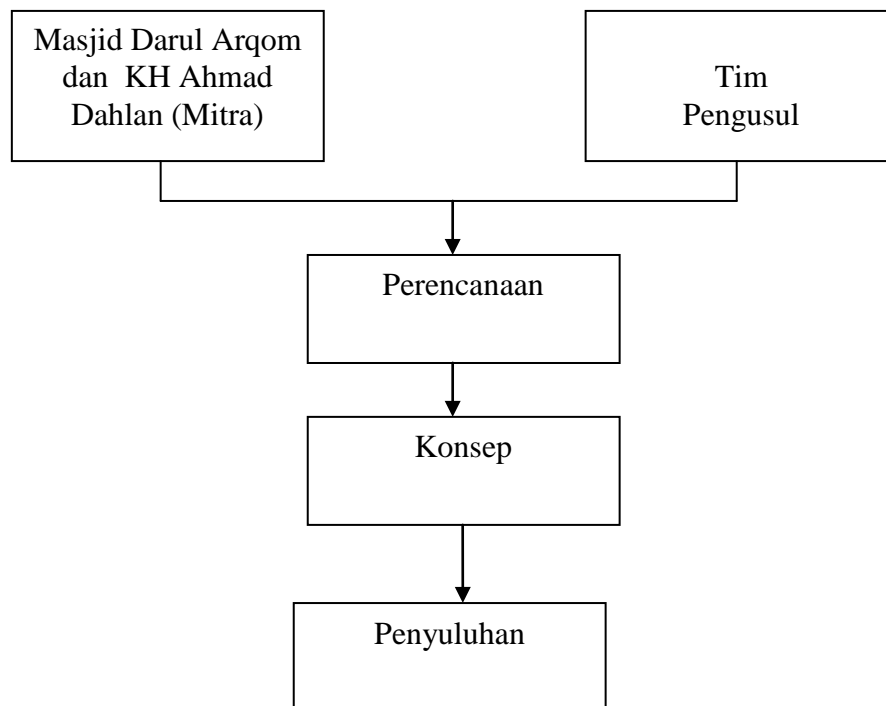 Masjid Darul Arqom
dan KH Ahmad
Dahlan (Mitra)
Tim
Pengusul
Perencanaan
Konsep
Penyuluhan